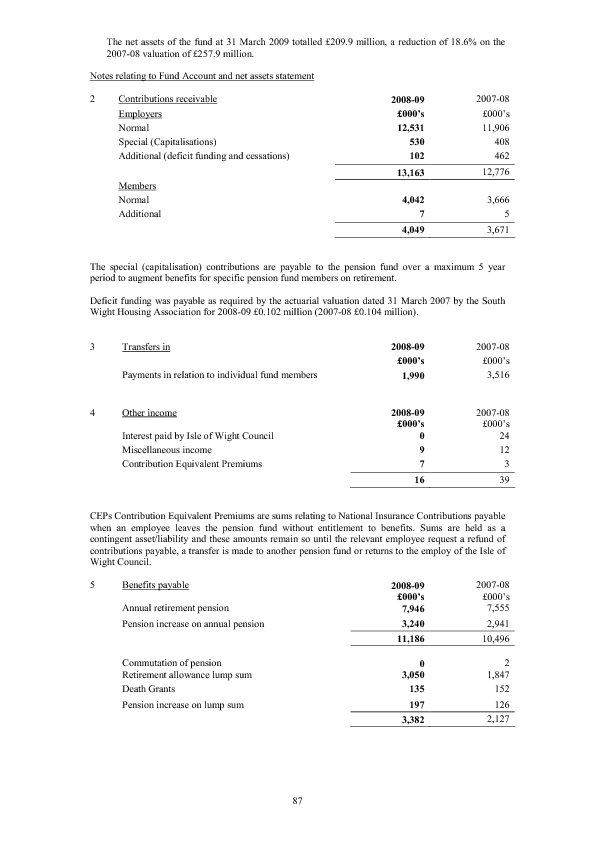 The net assets of the fund at 31 March 2009 totalled £209.9 million, a reduction of 18.6% on the
2007-08 valuation of £257.9 million.
Notes relating to Fund Account and net assets statement
2 Contributions receivable 2008-09 2007-08
Employers £000's £000's
Normal 12,531 11,906
Special (Capitalisations) 530 408
Additional (deficit funding and cessations) 102 462
13,163 12,776
Members
Normal 4,042 3,666
Additional 7 5
4,049 3,671
The special (capitalisation) contributions are payable to the pension fund over a maximum 5 year
period to augment benefits for specific pension fund members on retirement.
Deficit funding was payable as required by the actuarial valuation dated 31 March 2007 by the South
Wight Housing Association for 2008-09 £0.102 million (2007-08 £0.104 million).
3 Transfers in 2008-09 2007-08
£000's £000's
Payments in relation to individual fund members 1,990 3,516
4 Other income 2008-09 2007-08
£000's £000's
Interest paid by Isle of Wight Council 0 24
Miscellaneous income 9 12
Contribution Equivalent Premiums 7 3
16 39
CEPs Contribution Equivalent Premiums are sums relating to National Insurance Contributions payable
when an employee leaves the pension fund without entitlement to benefits. Sums are held as a
contingent asset/liability and these amounts remain so until the relevant employee request a refund of
contributions payable, a transfer is made to another pension fund or returns to the employ of the Isle of
Wight Council.
5 Benefits payable 2008-09 2007-08
£000's £000's
Annual retirement pension 7,946 7,555
Pension increase on annual pension 3,240 2,941
11,186 10,496
Commutation of pension 0 2
Retirement allowance lump sum 3,050 1,847
Death Grants 135 152
Pension increase on lump sum 197 126
3,382 2,127
87